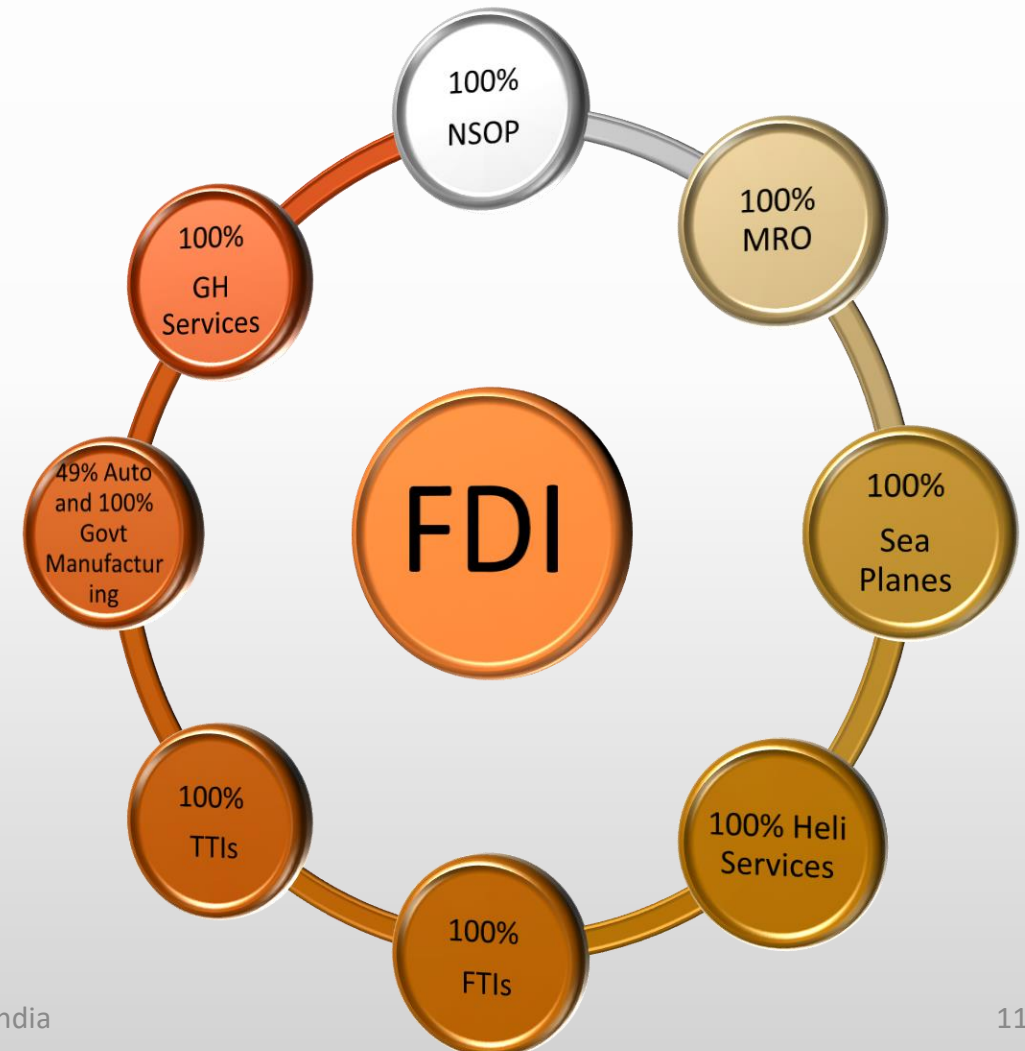 100%
NSOP
100%
MRO
100%
Sea
Planes
100% Heli
Services
100%
FTIs
100%
TTIs
49% Auto
and 100%
Govt
Manufactur
ing
100%
GH
Services
FDI
ndia
11